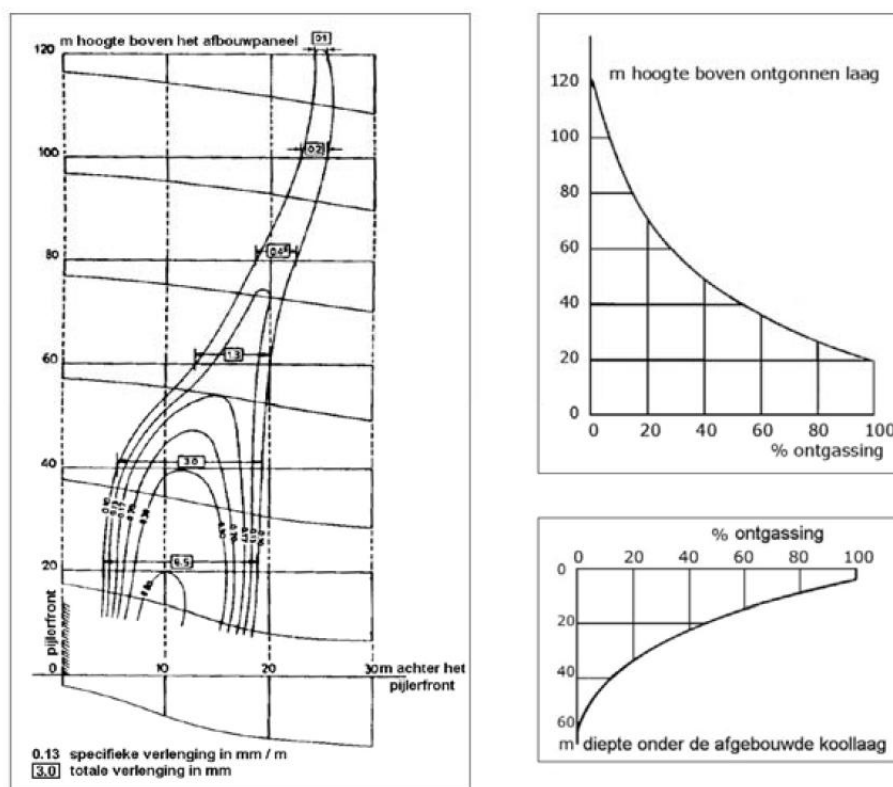 m hoogte boven het afbouwpaneel
120
100
80
60
40
20
0
0.1
0.2
1.3
3.0
6.5
pijlerfront
10
20
30
m achter het
pijlerfront
0.13 specifieke verlenging in mm / m
3.0 totale verlenging in mm
m hoogte boven ontgonnen laag
120
100
80
60
40
20
0
0 20 40 60 80 100
% ontgassing
% ontgassing
0 20 40 60 80 100
0
20
40
60
m diepte onder de afgebouwde koollaag